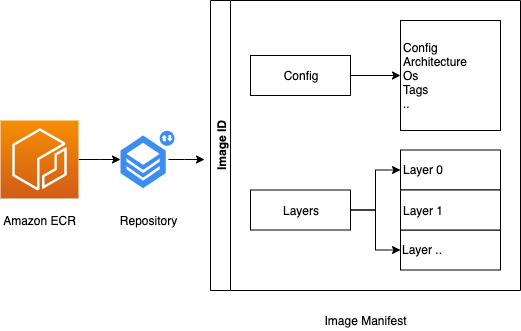 Amazon ECR
Repository
Image ID
Config
Config
Architecture
Os
Tags
..
Layers
Layer 0
Layer 1
Layer ..
Image Manifest